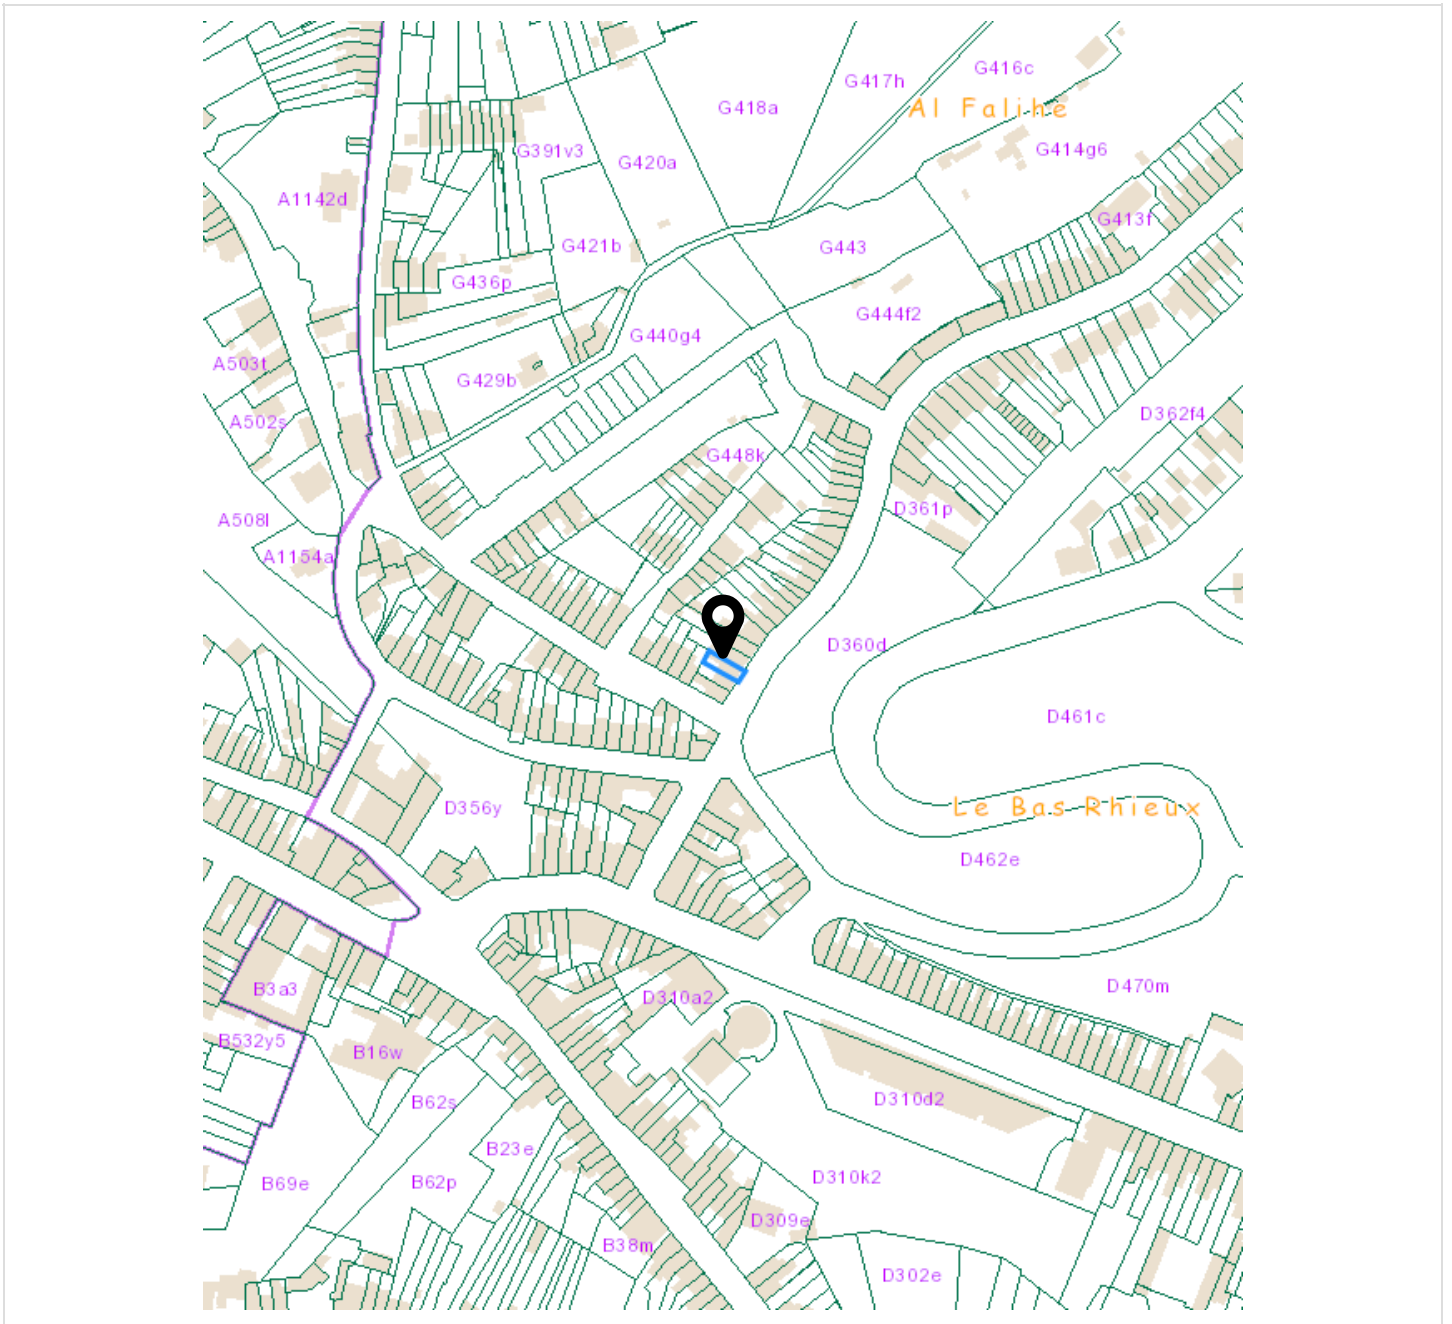 G416c
G417h
G418a
Al Falihe
G391v3
G414g6
G420a
A1142d
G413f
G421b
G443
G436p
G444f2
G440g4
A503t
G429b
D362f4
A502s
G448k
D361p
A508l
A1154a
D360d
D461c
Le Bas Rhieux
D356y
D462e
D470m
B3a3
D310a2
B532y5
B16w
B62s
D310d2
B23e
D310k2
B69e
B62p
D309e
B38m
D302e